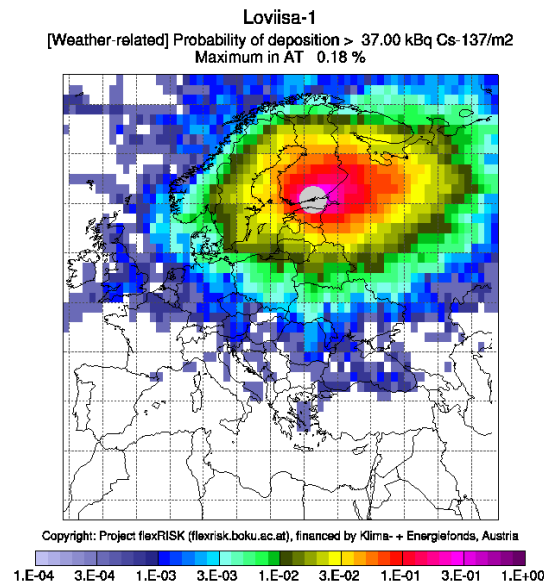 Loviisa-1
[Weather-related] Probability of deposition > 37.00 kBq Cs-137/m2
Maximum in AT 0.18 %
Copyright: Project flexRISK (flexrisk.boku.ac.at), financed by Klima- + Energiefonds, Austria
1.E-04 3.E-04 1.E-03 3.E-03 1.E-02 3.E-02 1.E-01 3.E-01 1.E+00